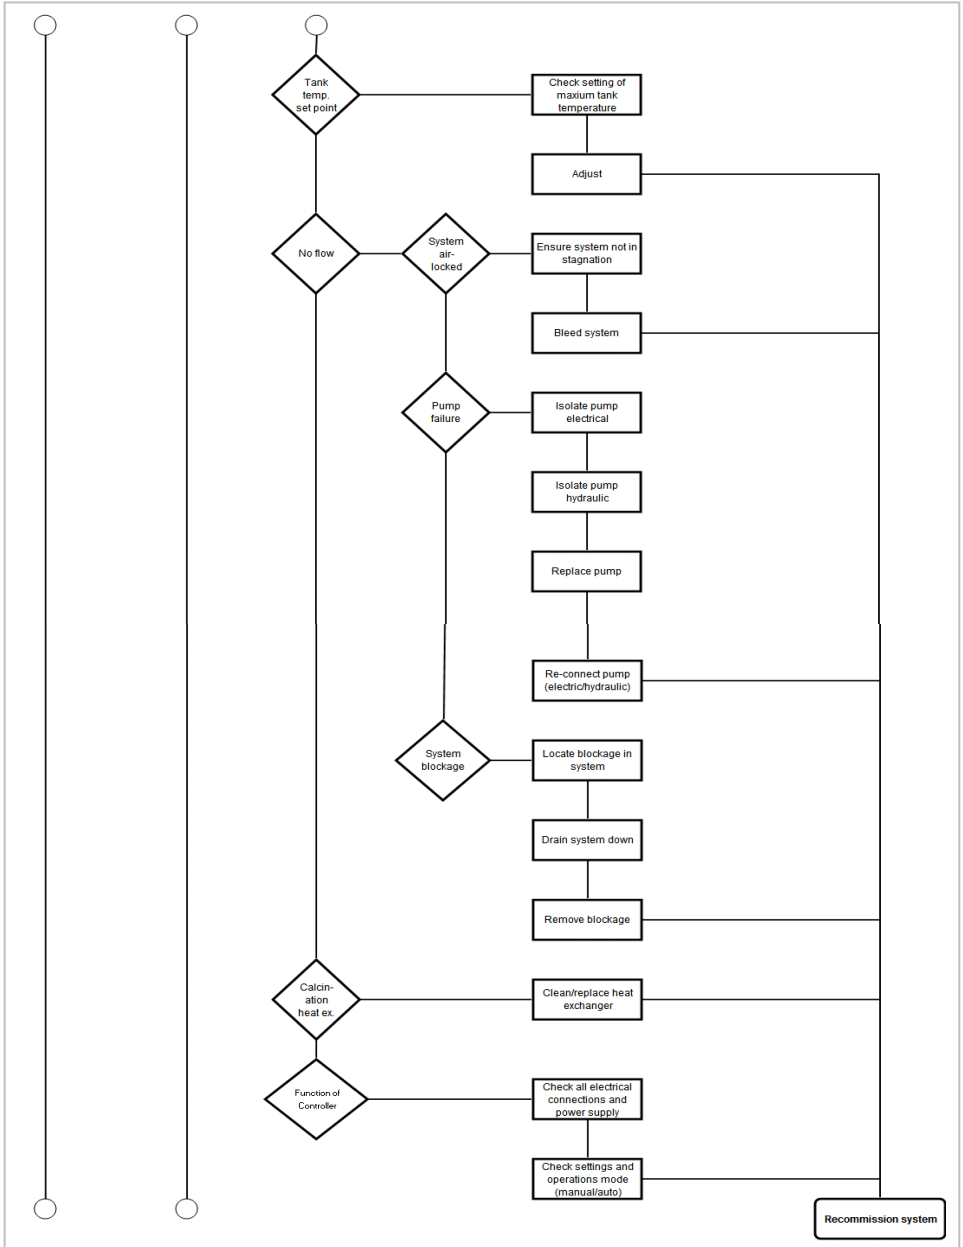 Tank
temp.
set point
Check setting of
maxium tank
temperature
Adjust
No flow
System
air-
locked
Ensure system not in
stagnation
Bleed system
Pump
failure
Isolate pump
electrical
Isolate pump
hydraulic
Replace pump
Re-connect pump
(electric/hydraulic)
System
blockage
Locate blockage in
system
Drain system down
Remove blockage
Calcin-
ation
heat ex.
Clean/replace heat
exchanger
Function of
Controller
Check all electrical
connections and
power supply
Check settings and
operations mode
(manual/auto)
Recommission system